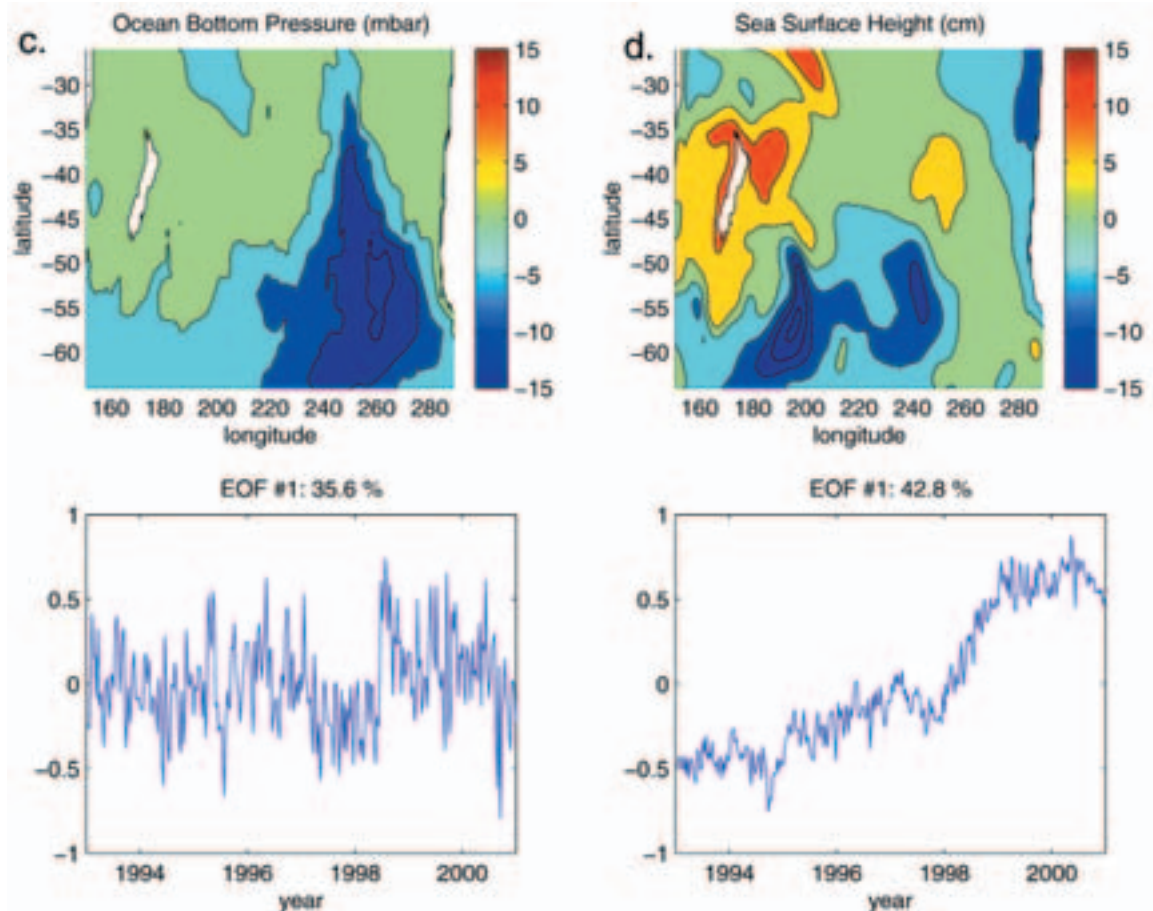 c.
Ocean Bottom Pressure (mbar)
−30
−35
−40
−45
−50
−55
−60
latitude
160 180 200 220 240 260 280
longitude
15
10
5
0
−5
−10
−15
d.
Sea Surface Height (cm)
−30
−35
−40
−45
−50
−55
−60
latitude
160 180 200 220 240 260 280
longitude
15
10
5
0
−5
−10
−15
EOF #1: 35.6 %
1
0.5
0
−0.5
−1
1994 1996 1998 2000
year
EOF #1: 42.8 %
1
0.5
0
−0.5
−1
1994 1996 1998 2000
year